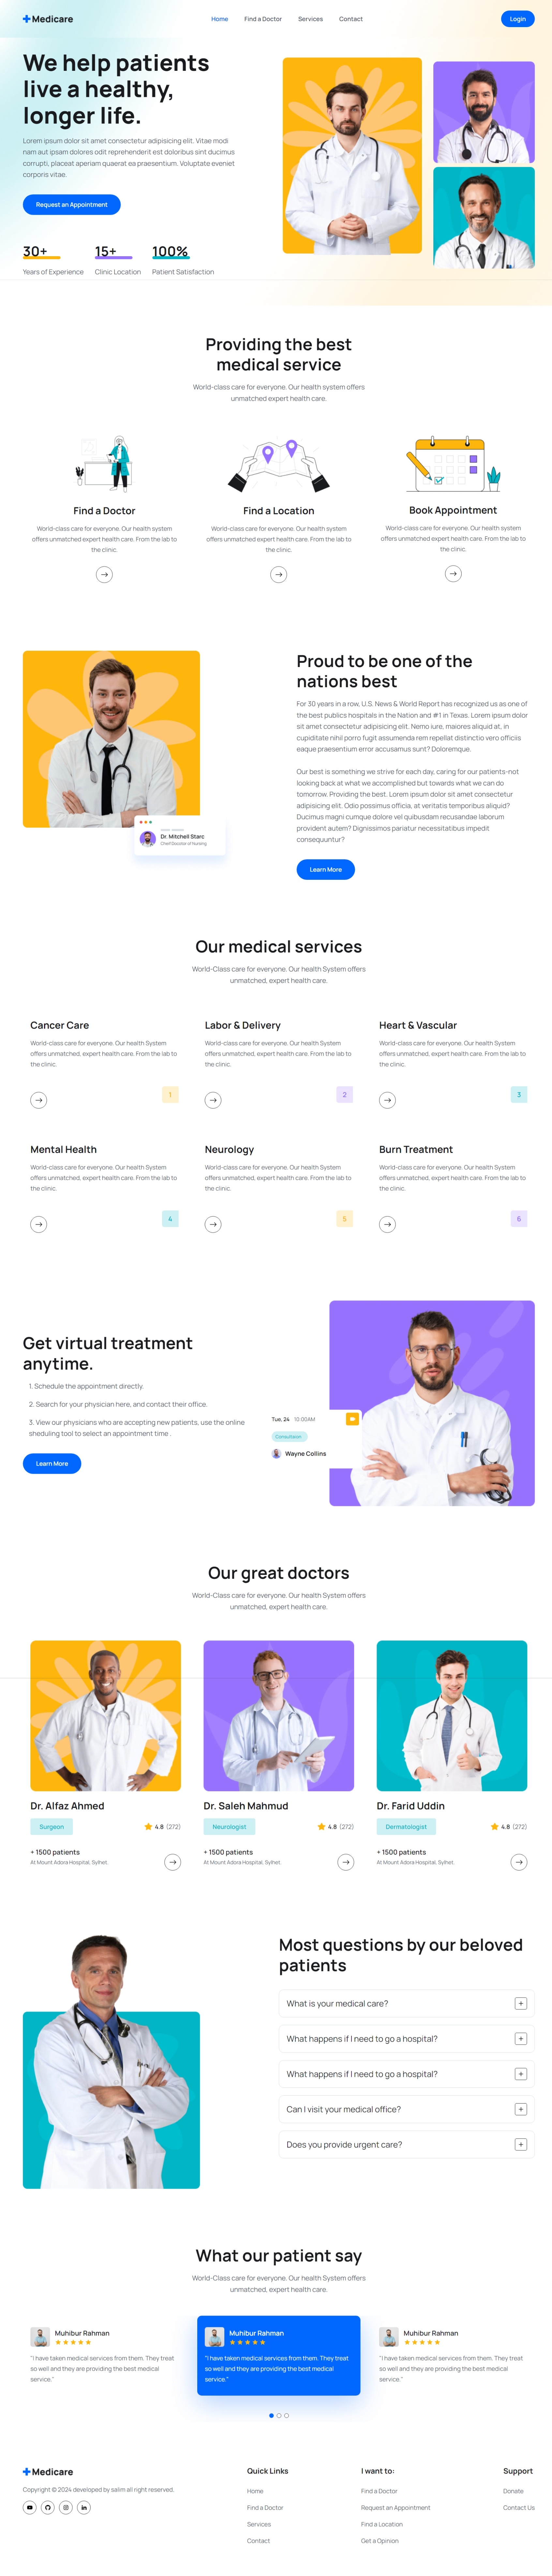 Medicare
Home
Find a Doctor
Services
Contact
Login
We help patients
live a healthy,
longer life.
Lorem ipsum dolor sit amet consectetur adipisicing elit. Vitae modi
nam aut ipsam dolores odit reprehenderit est doloribus sint ducimus
corrupti, placeat aperiam quaerat ea praesentium. Voluptate eveniet
corporis vitae.
Request an Appointment
30+
Years of Experience
15+
Clinic Location
100%
Patient Satisfaction
Providing the best
medical service
World-class care for everyone. Our health system offers
unmatched expert health care.
Find a Doctor
World-class care for everyone. Our health system
offers unmatched expert health care. From the lab to
the clinic.
Find a Location
World-class care for everyone. Our health system
offers unmatched expert health care. From the lab to
the clinic.
Book Appointment
World-class care for everyone. Our health system
offers unmatched expert health care. From the lab to
the clinic.
Proud to be one of the
nations best
For 30 years in a row, U.S. News & World Report has recognized us as one of
the best publics hospitals in the Nation and #1 in Texas. Lorem ipsum dolor
sit amet consectetur adipisicing elit. Nemo iure, maiores aliquid at, in
cupiditate nihil porro fugit assumenda rem repellat distinctio vero officiis
eaque praesentium error accusamus sunt? Doloremque.
Our best is something we strive for each day, caring for our patients-not
looking back at what we accomplished but towards what we can do
tomorrow. Providing the best. Lorem ipsum dolor sit amet consectetur
adipisicing elit. Odio possimus officia, at veritatis temporibus aliquid?
Ducimus magni cumque dolore vel quibusdam recusandae laborum
provident autem? Dignissimos pariatur necessitatibus impedit
consequuntur?
Learn More
Dr. Mitchell Starc
Chief Director of Nursing
Our medical services
World-Class care for everyone. Our health System offers
unmatched, expert health care.
Cancer Care
World-class care for everyone. Our health System
offers unmatched, expert health care. From the lab to
the clinic.
1
Labor & Delivery
World-class care for everyone. Our health System
offers unmatched, expert health care. From the lab to
the clinic.
2
Heart & Vascular
World-class care for everyone. Our health System
offers unmatched, expert health care. From the lab to
the clinic.
3
Mental Health
World-class care for everyone. Our health System
offers unmatched, expert health care. From the lab to
the clinic.
4
Neurology
World-class care for everyone. Our health System
offers unmatched, expert health care. From the lab to
the clinic.
5
Burn Treatment
World-class care for everyone. Our health System
offers unmatched, expert health care. From the lab to
the clinic.
6
Get virtual treatment
anytime.
1. Schedule the appointment directly.
2. Search for your physician here, and contact their office.
3. View our physicians who are accepting new patients, use the online
sheduling tool to select an appointment time .
Learn More
Tue, 24
10:00AM
Consultation
Wayne Collins
Our great doctors
World-Class care for everyone. Our health System offers
unmatched, expert health care.
Dr. Alfaz Ahmed
Surgeon
4.8 (272)
+ 1500 patients
At Mount Adora Hospital, Sylhet.
Dr. Saleh Mahmud
Neurologist
4.8 (272)
+ 1500 patients
At Mount Adora Hospital, Sylhet.
Dr. Farid Uddin
Dermatologist
4.8 (272)
+ 1500 patients
At Mount Adora Hospital, Sylhet.
Most questions by our beloved
patients
What is your medical care?
What happens if I need to go a hospital?
What happens if I need to go a hospital?
Can I visit your medical office?
Does you provide urgent care?
What our patient say
World-Class care for everyone. Our health System offers
unmatched, expert health care.
Muhibur Rahman
"I have taken medical services from them. They treat
so well and they are providing the best medical
service."
Muhibur Rahman
"I have taken medical services from them. They treat
so well and they are providing the best medical
service."
Muhibur Rahman
"I have taken medical services from them. They treat
so well and they are providing the best medical
service."
Medicare
Copyright © 2024 developed by salim all right reserved.
Quick Links
Home
Find a Doctor
Services
Contact
I want to:
Find a Doctor
Request an Appointment
Find a Location
Get a Opinion
Support
Donate
Contact Us